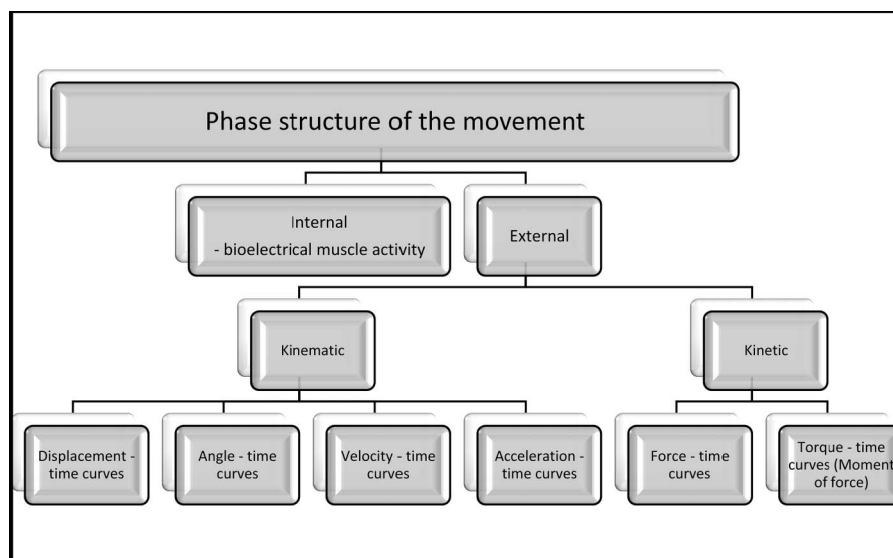 Phase structure of the movement
Internal
- bioelectrical muscle activity
External
Kinematic
Kinetic
Displacement -
time curves
Angle - time
curves
Velocity - time
curves
Acceleration -
time curves
Force - time
curves
Torque - time
curves (Moment
of force)